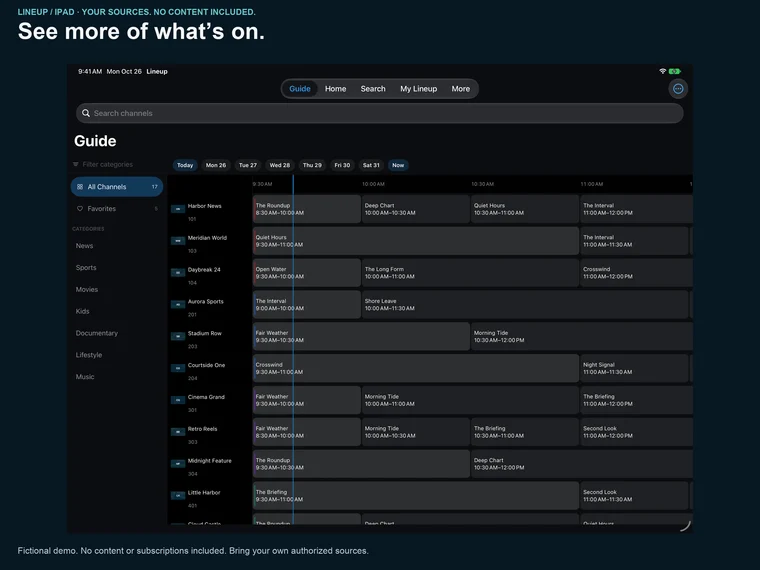 LINEUP / IPAD · YOUR SOURCES. NO CONTENT INCLUDED.
See more of what's on.
9:41 AM Mon Oct 26 Lineup
Guide Home Search My Lineup More
Search channels
Guide
Filter categories
Today Mon 26 Tue 27 Wed 28 Thu 29 Fri 30 Sat 31 Now
All Channels 17
Favorites
CATEGORIES
News
Sports
Movies
Kids
Documentary
Lifestyle
Music
9:30 AM 10:00 AM 10:30 AM 11:00 AM
Harbor News
101
The Roundup
8:30 AM–10:00 AM
Deep Chart
10:00 AM–10:30 AM
Quiet Hours
10:30 AM–11:00 AM
The Interval
11:00 AM–12:00 PM
Meridian World
103
Quiet Hours
9:30 AM–11:00 AM
The Interval
11:00 AM–11:30 AM
Daybreak 24
104
Open Water
9:30 AM–10:00 AM
The Long Form
10:00 AM–11:00 AM
Crosswind
11:00 AM–12:00 PM
Aurora Sports
201
The Interval
9:00 AM–10:00 AM
Shore Leave
10:00 AM–11:30 AM
Stadium Row
203
Fair Weather
9:30 AM–10:30 AM
Morning Tide
10:30 AM–12:00 PM
Courtside One
204
Crosswind
9:30 AM–11:00 AM
Night Signal
11:00 AM–11:30 AM
Cinema Grand
301
Fair Weather
9:30 AM–10:00 AM
Morning Tide
10:00 AM–11:00 AM
The Briefing
11:00 AM–12:00 PM
Retro Reels
303
Fair Weather
8:30 AM–10:00 AM
Morning Tide
10:00 AM–10:30 AM
The Briefing
10:30 AM–11:00 AM
Second Look
11:00 AM–12:00 PM
Midnight Feature
304
The Roundup
9:30 AM–10:30 AM
Deep Chart
10:30 AM–12:00 PM
Little Harbor
401
The Briefing
9:30 AM–11:00 AM
Second Look
11:00 AM–11:30 AM
Cloud Castle
The Roundup
Deep Chart
Quiet Hours
Fictional demo. No content or subscriptions included. Bring your own authorized sources.